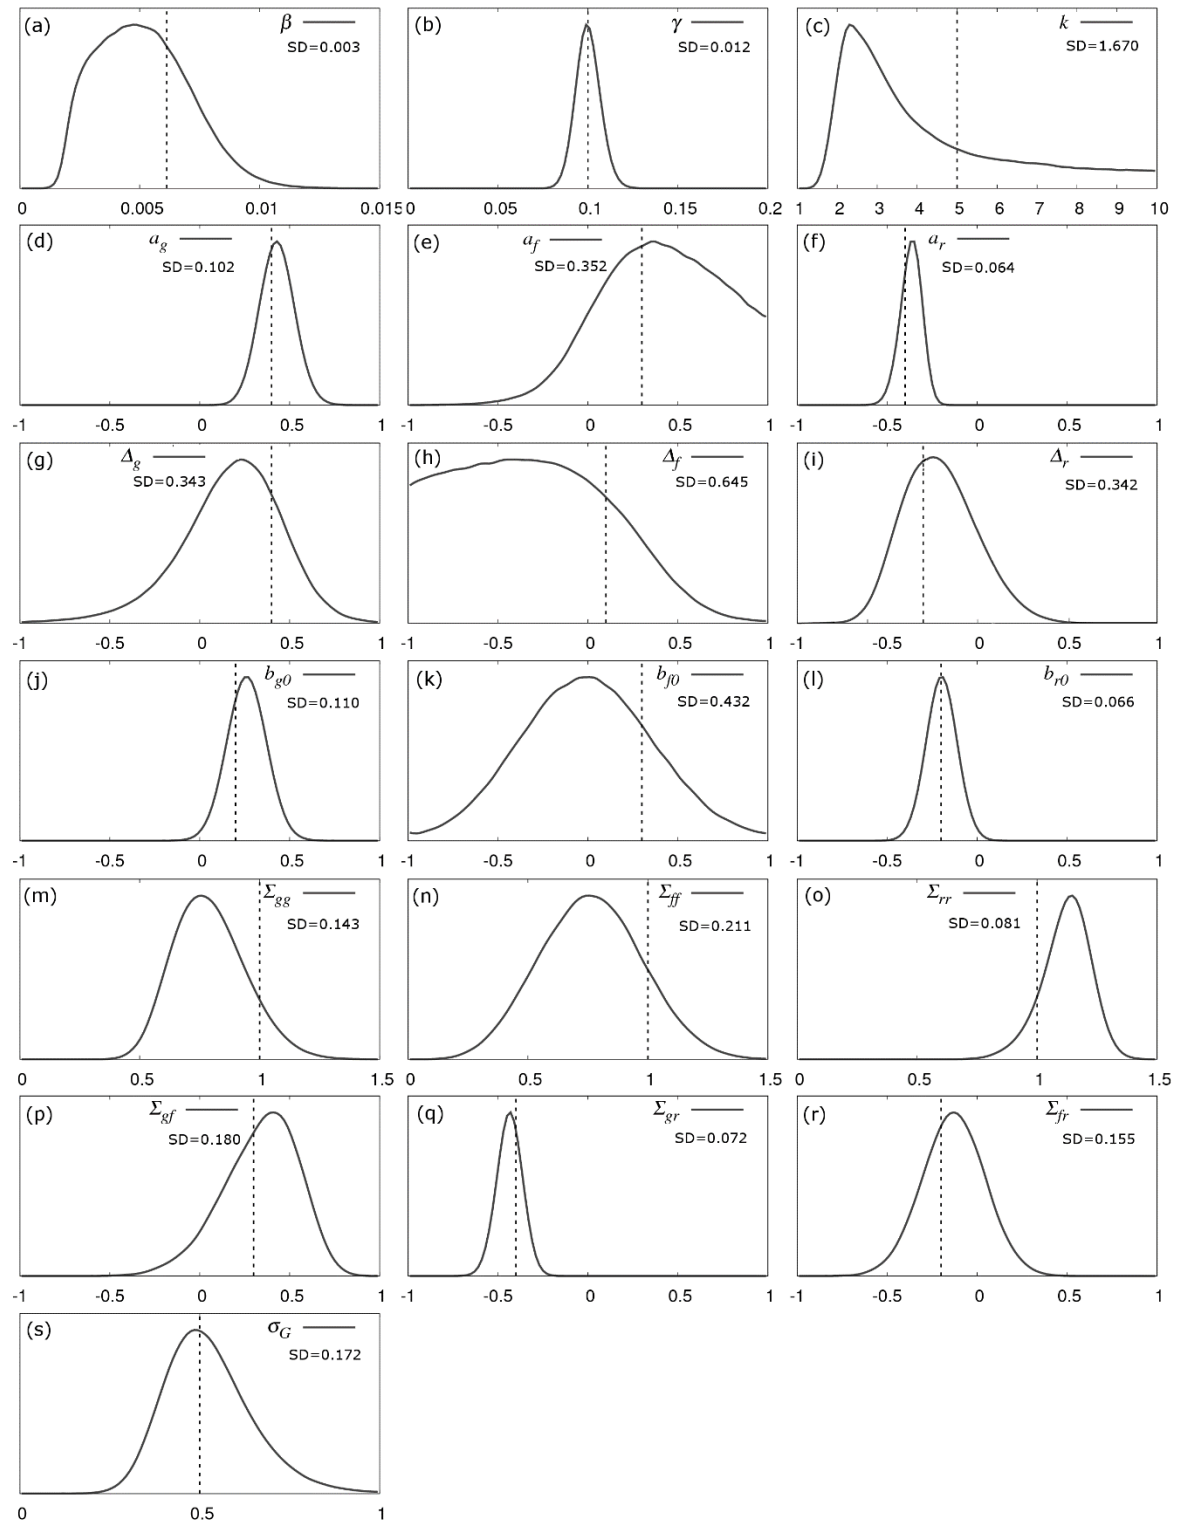 (a) β
SD=0.003
(b) γ
SD=0.012
(c) k
SD=1.670
0 0.005 0.01 0.015
0 0.05 0.1 0.15 0.2
1 2 3 4 5 6 7 8 9 10
(d) a_g
SD=0.102
(e) a_f
SD=0.352
(f) a_r
SD=0.064
-1 -0.5 0 0.5 1
-1 -0.5 0 0.5 1
-1 -0.5 0 0.5 1
(g) Δ_g
SD=0.343
(h) Δ_f
SD=0.645
(i) Δ_r
SD=0.342
-1 -0.5 0 0.5 1
-1 -0.5 0 0.5 1
-1 -0.5 0 0.5 1
(j) b_g0
SD=0.110
(k) b_f0
SD=0.432
(l) b_r0
SD=0.066
-1 -0.5 0 0.5 1
-1 -0.5 0 0.5 1
-1 -0.5 0 0.5 1
(m) Σ_gg
SD=0.143
(n) Σ_ff
SD=0.211
(o) Σ_rr
SD=0.081
0 0.5 1 1.5
0 0.5 1 1.5
0 0.5 1 1.5
(p) Σ_gf
SD=0.180
(q) Σ_gr
SD=0.072
(r) Σ_fr
SD=0.155
-1 -0.5 0 0.5 1
-1 -0.5 0 0.5 1
-1 -0.5 0 0.5 1
(s) σ_G
SD=0.172
0 0.5 1